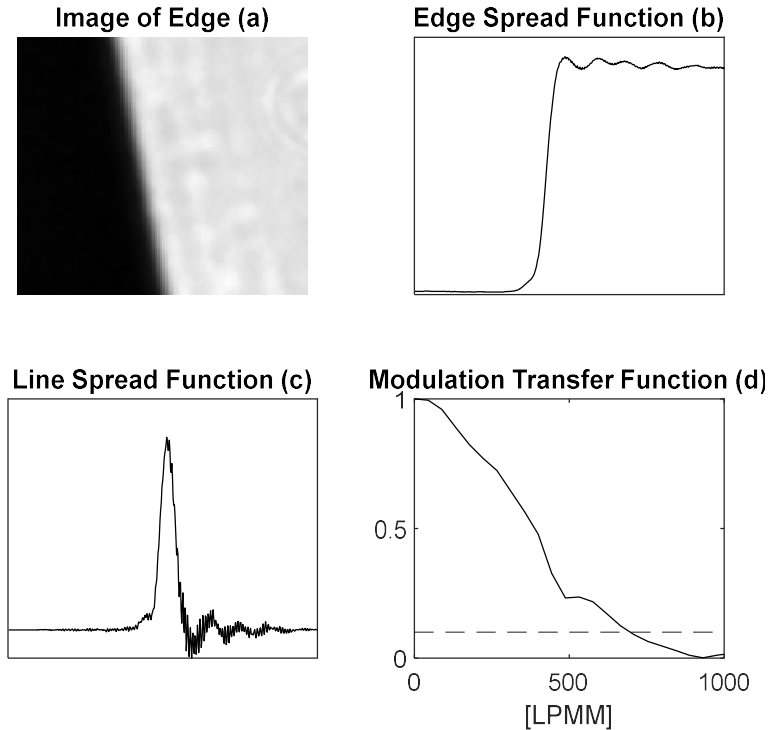 Image of Edge (a)
Edge Spread Function (b)
Line Spread Function (c)
Modulation Transfer Function (d)
1
0.5
0
0
500
1000
[LPMM]